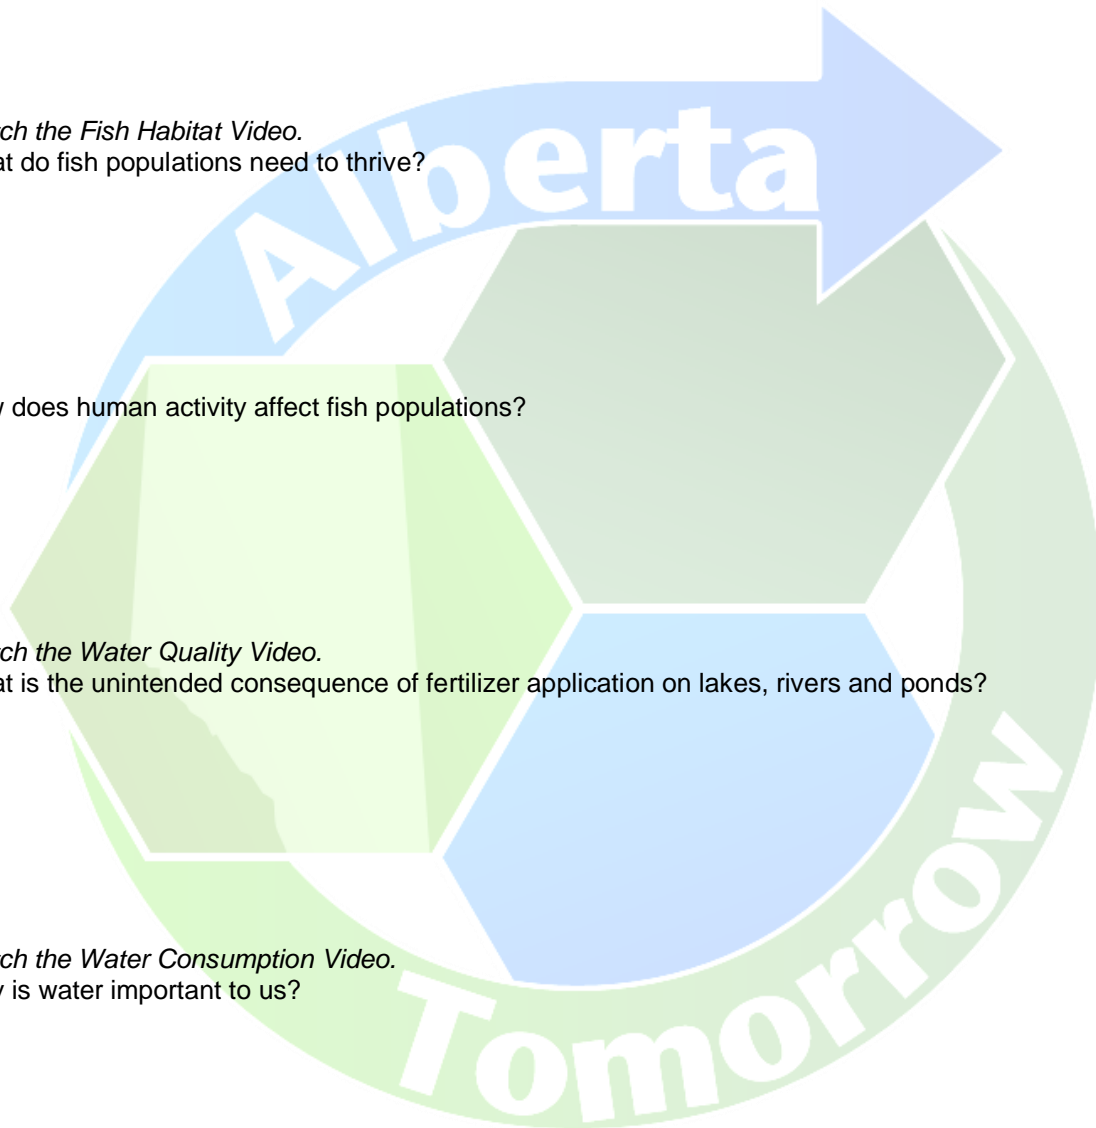 Alberta
ch the Fish Habitat Video.
at do fish populations need to thrive?
does human activity affect fish populations?
ch the Water Quality Video.
at is the unintended consequence of fertilizer application on lakes, rivers and ponds?
ch the Water Consumption Video.
is water important to us?
Tomorrow